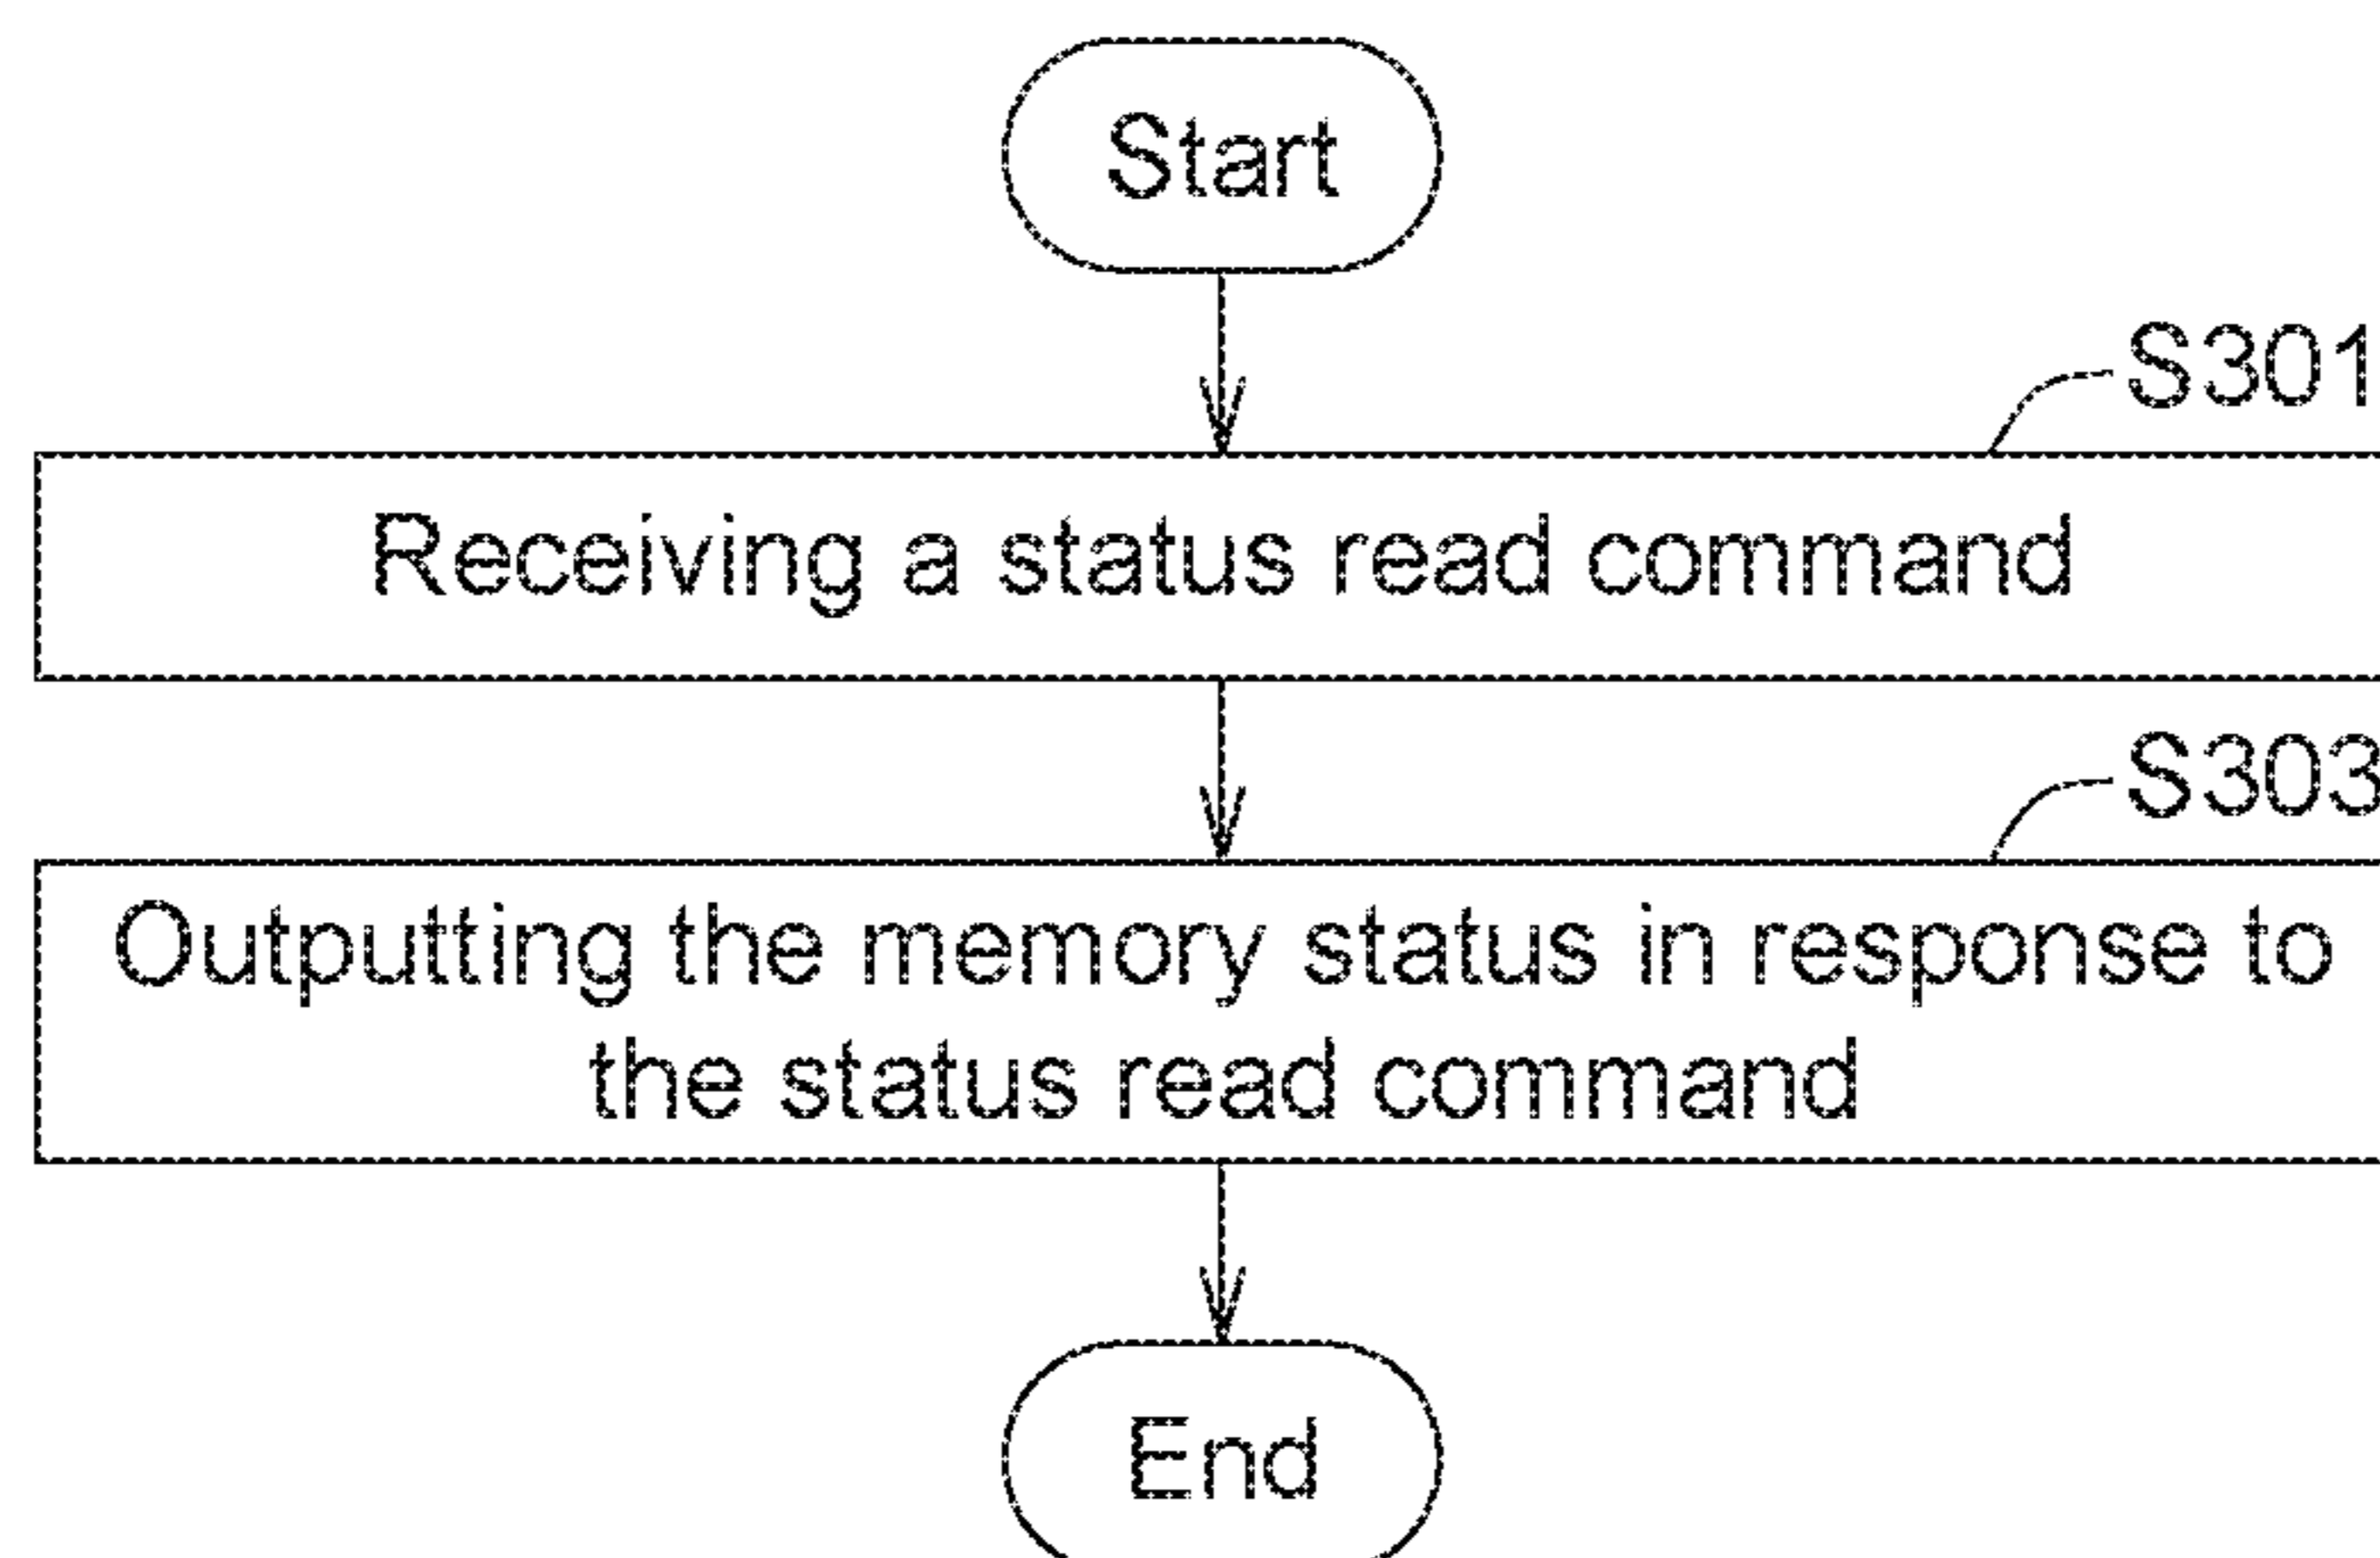 Start
S301
Receiving a status read command
S303
Outputting the memory status in response to
the status read command
End